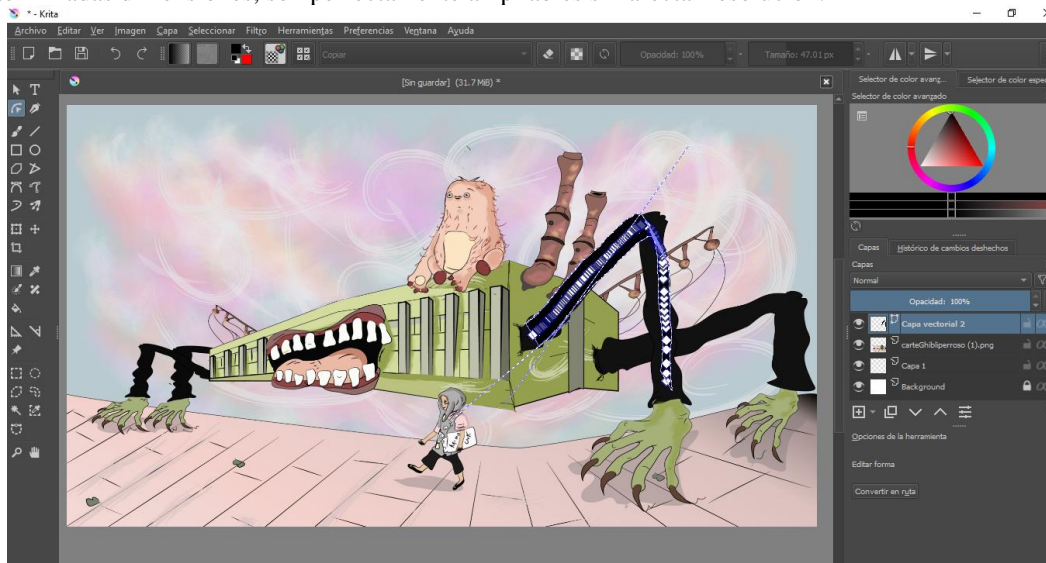 * - Krita
Archivo Editar Ver Imagen Capa Seleccionar Filtro Herramientas Preferencias Ventana Ayuda
Copiar
Opacidad: 100%
Tamaño: 47.01 px
[Sin guardar] (31.7 MiB) *
Selector de color avanz...
Selector de color espec
Selector de color avanzado
Capas
Histórico de cambios deshechos
Capas
Normal
Opacidad: 100%
Capa vectorial 2
carteGhibliperroso (1).png
Capa 1
Background
Opciones de la herramienta
Editar forma
Convertir en ruta